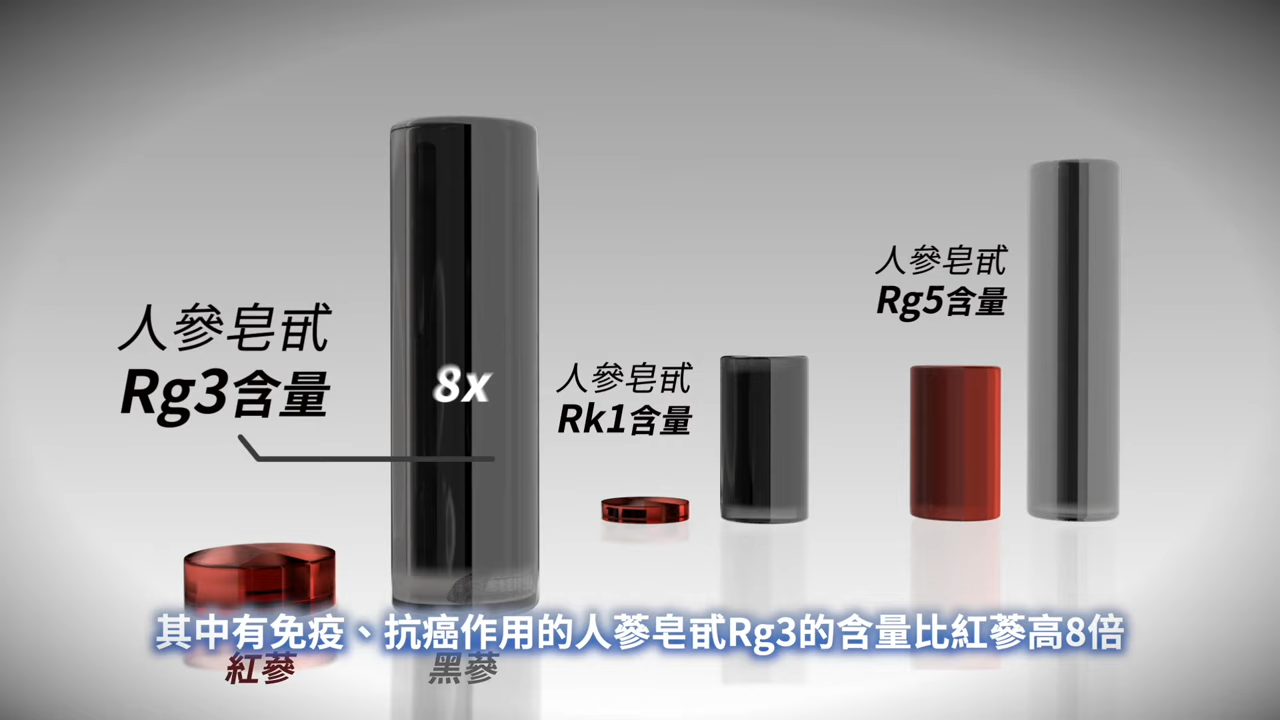 人參皂甙
Rg3含量
8x
人參皂甙
Rk1含量
人參皂甙
Rg5含量
其中有免疫、抗癌作用的人蔘皂甙Rg3的含量比紅蔘高8倍
紅蔘
黑蔘